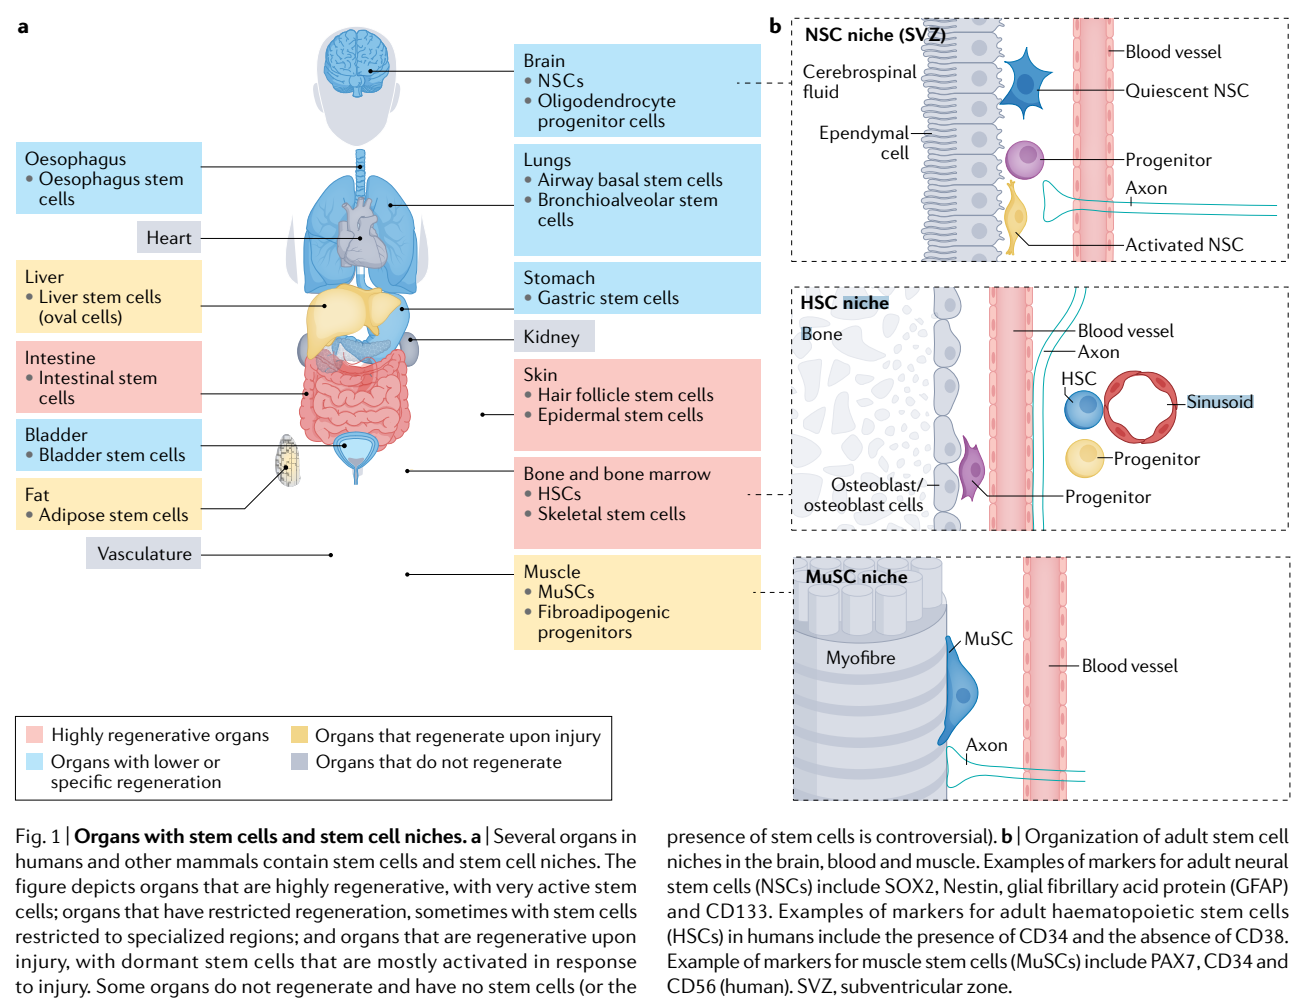 a
Brain
• NSCs
• Oligodendrocyte
progenitor cells
Oesophagus
• Oesophagus stem
cells
Lungs
• Airway basal stem cells
• Bronchioalveolar stem
cells
Heart
Liver
• Liver stem cells
(oval cells)
Stomach
• Gastric stem cells
Kidney
Intestine
• Intestinal stem
cells
Skin
• Hair follicle stem cells
• Epidermal stem cells
Bladder
• Bladder stem cells
Bone and bone marrow
• HSCs
• Skeletal stem cells
Fat
• Adipose stem cells
Vasculature
Muscle
• MuSCs
• Fibroadipogenic
progenitors
Highly regenerative organs
Organs with lower or
specific regeneration
Organs that regenerate upon injury
Organs that do not regenerate
b
NSC niche (SVZ)
Cerebrospinal
fluid
Ependymal
cell
Blood vessel
Quiescent NSC
Progenitor
Axon
Activated NSC
HSC niche
Bone
Blood vessel
Axon
HSC
Sinusoid
Progenitor
Osteoblast/
osteoblast cells
Progenitor
MuSC niche
Myofibre
MuSC
Blood vessel
Axon
Fig. 1 | Organs with stem cells and stem cell niches. a | Several organs in
humans and other mammals contain stem cells and stem cell niches. The
figure depicts organs that are highly regenerative, with very active stem
cells; organs that have restricted regeneration, sometimes with stem cells
restricted to specialized regions; and organs that are regenerative upon
injury, with dormant stem cells that are mostly activated in response
to injury. Some organs do not regenerate and have no stem cells (or the
presence of stem cells is controversial). b | Organization of adult stem cell
niches in the brain, blood and muscle. Examples of markers for adult neural
stem cells (NSCs) include SOX2, Nestin, glial fibrillary acid protein (GFAP)
and CD133. Examples of markers for adult haematopoietic stem cells
(HSCs) in humans include the presence of CD34 and the absence of CD38.
Example of markers for muscle stem cells (MuSCs) include PAX7, CD34 and
CD56 (human). SVZ, subventricular zone.